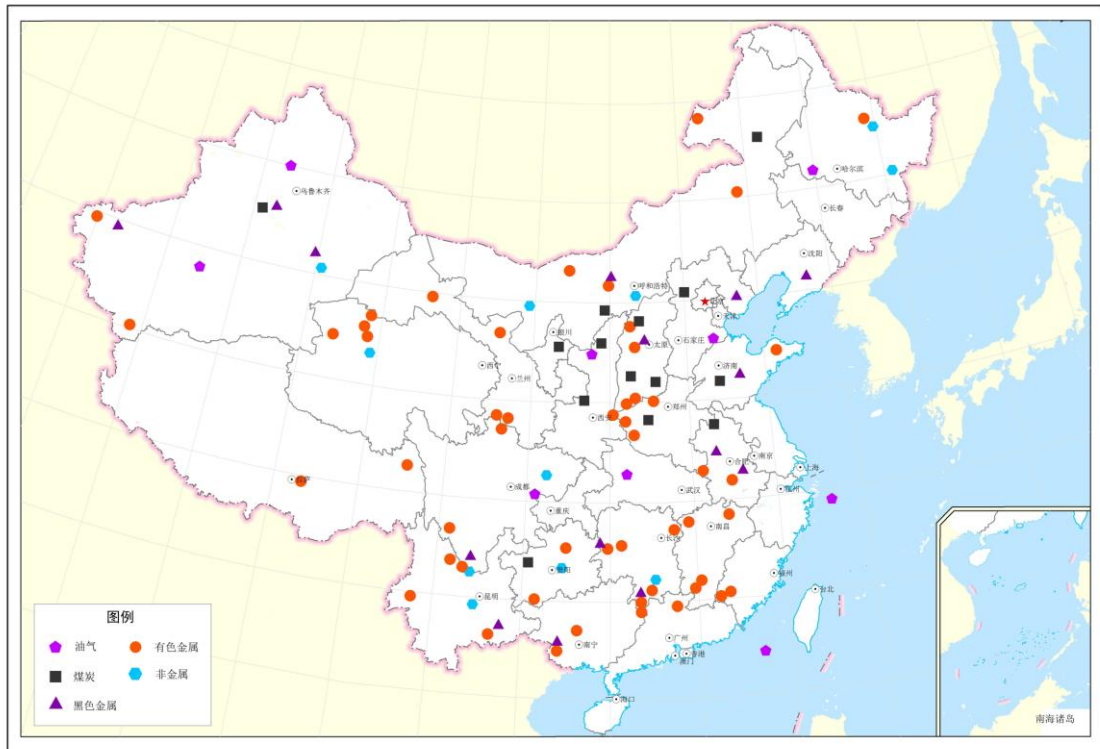 哈尔滨
乌鲁木齐
长春
沈阳
呼和浩特
北京
天津
银川
石家庄
太原
西宁
济南
兰州
西安
郑州
南京
合肥
上海
拉萨
成都
武汉
杭州
重庆
南昌
长沙
贵阳
福州
昆明
台北
广州
南宁
香港
澳门
海口
图例
油气
有色金属
煤炭
非金属
黑色金属
南海诸岛